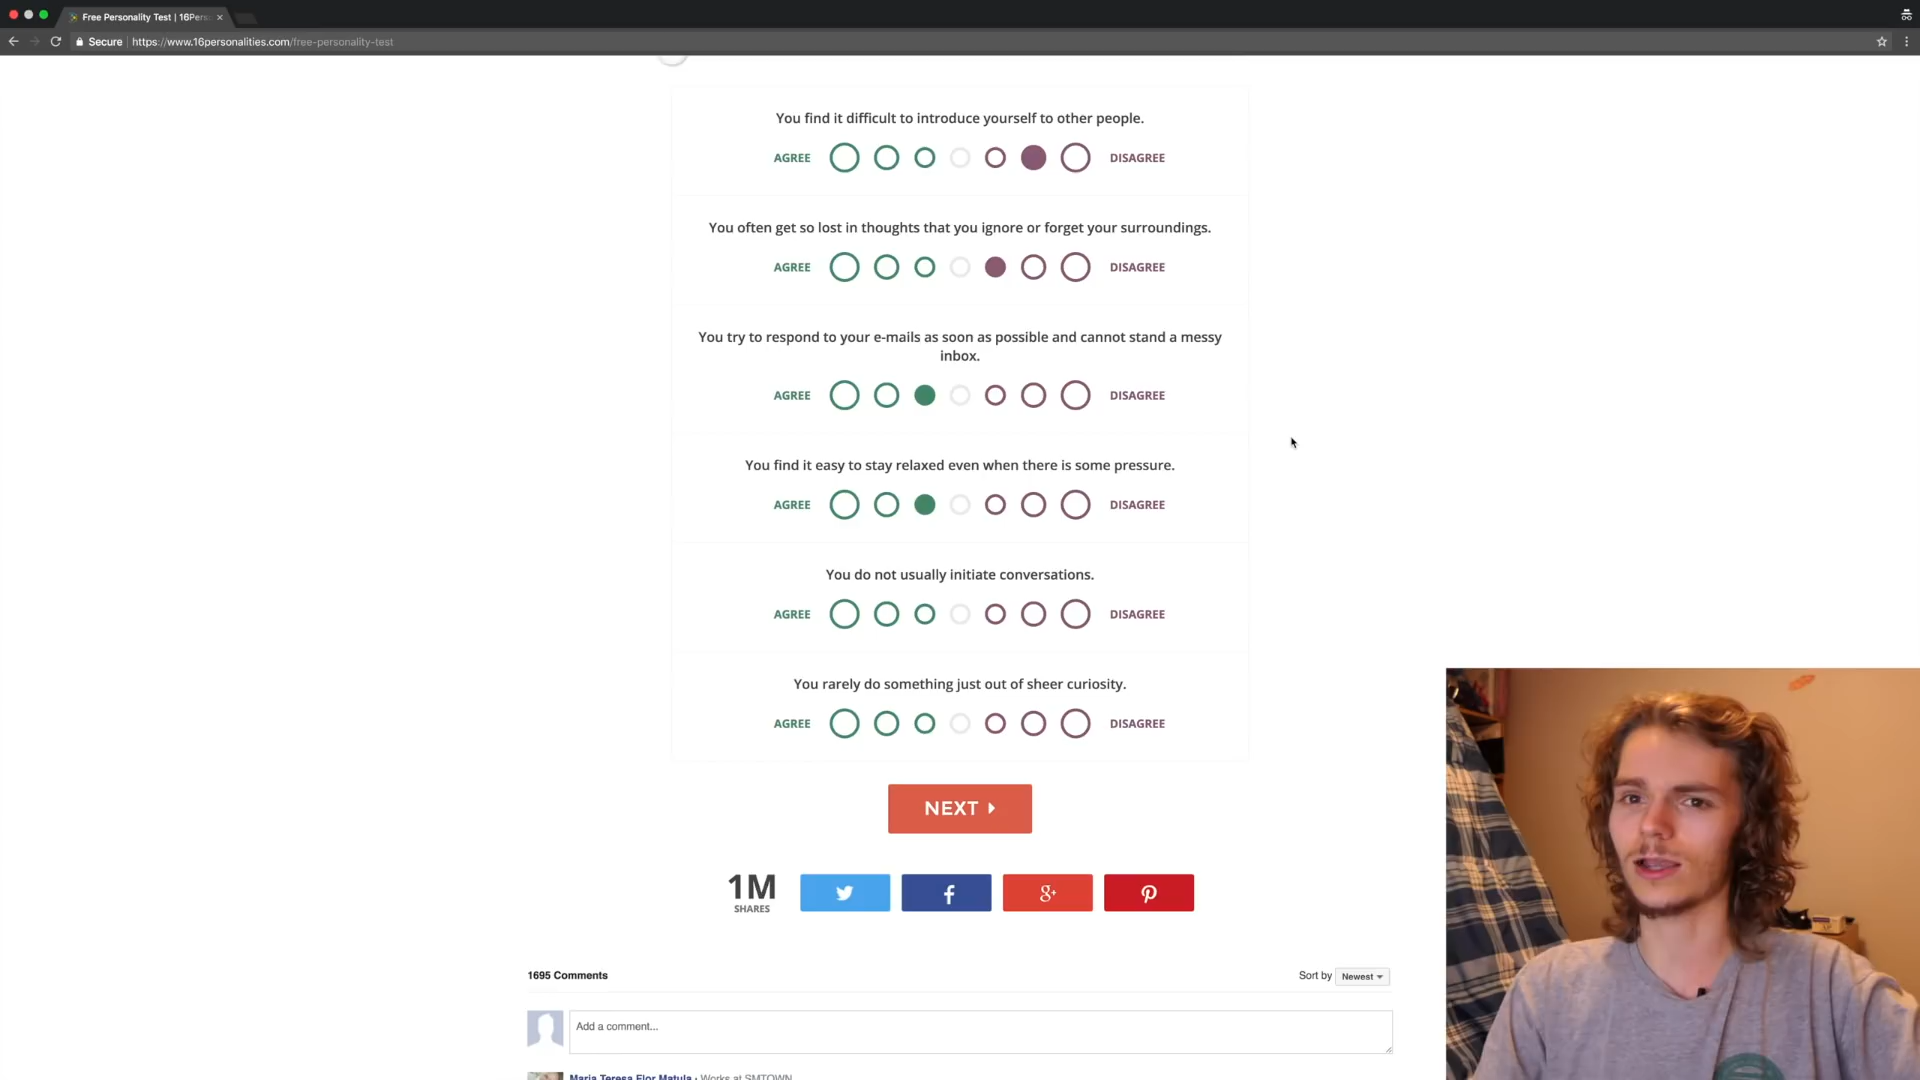 Free Personality Test | 16Pers
Secure
https://www.16personalities.com/free-personality-test
You find it difficult to introduce yourself to other people.
AGREE DISAGREE
You often get so lost in thoughts that you ignore or forget your surroundings.
AGREE DISAGREE
You try to respond to your e-mails as soon as possible and cannot stand a messy
inbox.
AGREE DISAGREE
You find it easy to stay relaxed even when there is some pressure.
AGREE DISAGREE
You do not usually initiate conversations.
AGREE DISAGREE
You rarely do something just out of sheer curiosity.
AGREE DISAGREE
NEXT
1M
SHARES
g+
1695 Comments
Sort by Newest
Add a comment...
Maria Teresa Flor Matula · Works at SMTOWN